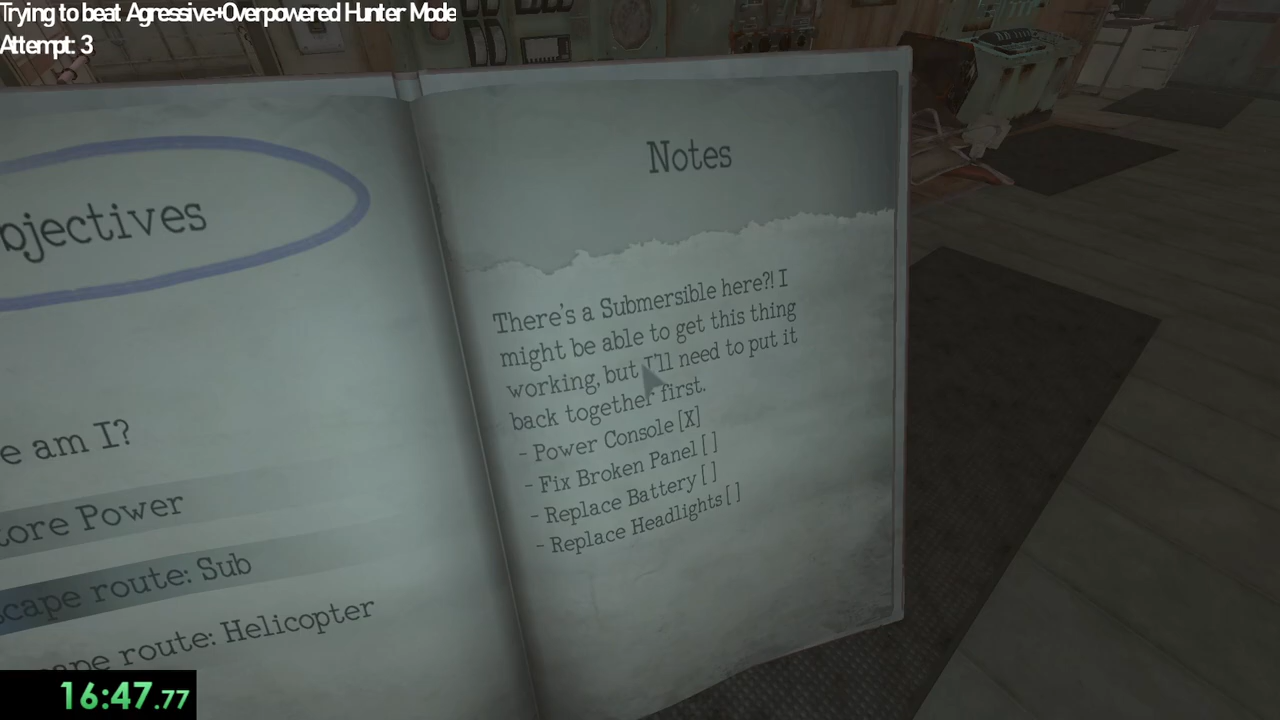 Trying to beat Agressive+Overpowered Hunter Mode
Attempt: 3
bjectives
e am I?
tore Power
scape route: Sub
ape route: Helicopter
Notes
There's a Submersible here?! I
might be able to get this thing
working, but I'll need to put it
back together first.
- Power Console [X]
- Fix Broken Panel [ ]
- Replace Battery [ ]
- Replace Headlights [ ]
16:47.77